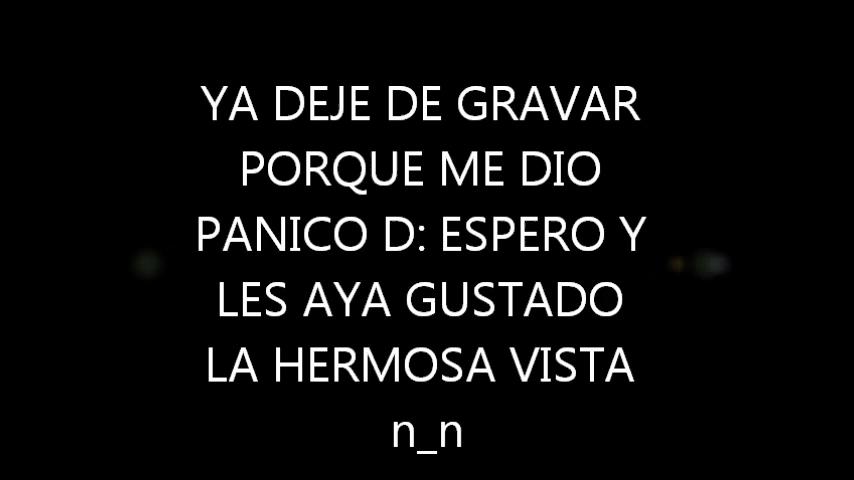 YA DEJE DE GRAVAR
PORQUE ME DIO
PANICO D: ESPERO Y
LES AYA GUSTADO
LA HERMOSA VISTA
n_n